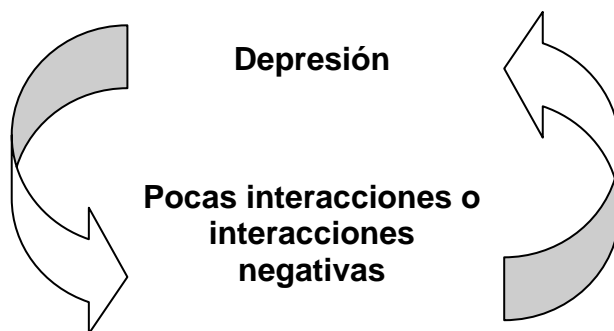 Depresión
Pocas interacciones o
interacciones
negativas